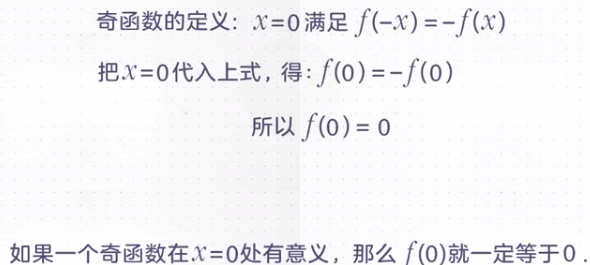 奇函数的定义：x=0满足 f(-x)=-f(x)
把x=0代入上式，得：f(0)=-f(0)
所以 f(0)=0
如果一个奇函数在x=0处有意义，那么 f(0)就一定等于0.